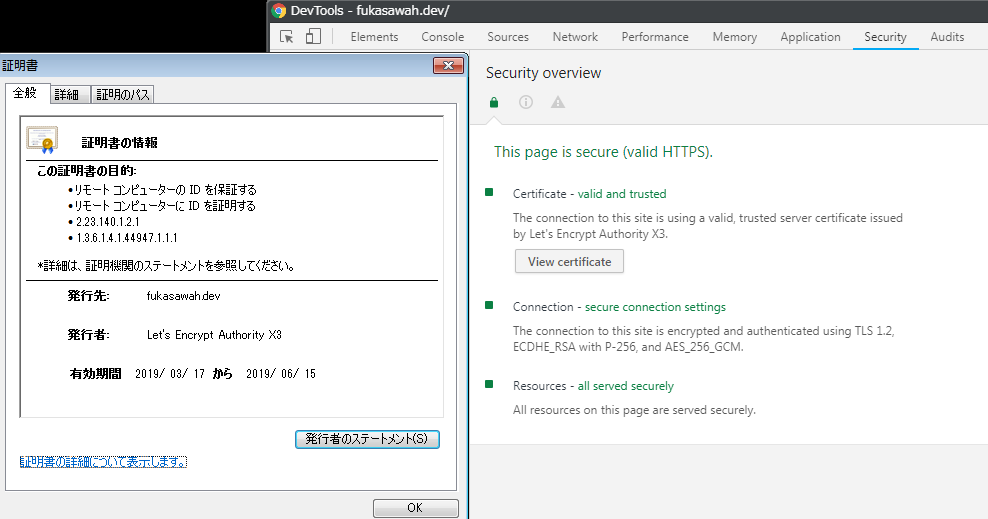 DevTools - fukasawah.dev/
Elements Console Sources Network Performance Memory Application Security Audits
証明書
全般 詳細 証明のパス
証明書の情報
この証明書の目的:
• リモート コンピューターの ID を保証する
• リモート コンピューターに ID を証明する
• 2.23.140.1.2.1
• 1.3.6.1.4.1.44947.1.1.1
*詳細は、証明機関のステートメントを参照してください。
発行先: fukasawah.dev
発行者: Let's Encrypt Authority X3
有効期間 2019/ 03/ 17 から 2019/ 06/ 15
発行者のステートメント(S)
証明書の詳細について表示します。
OK
Security overview
This page is secure (valid HTTPS).
Certificate - valid and trusted
The connection to this site is using a valid, trusted server certificate issued
by Let's Encrypt Authority X3.
View certificate
Connection - secure connection settings
The connection to this site is encrypted and authenticated using TLS 1.2,
ECDHE_RSA with P-256, and AES_256_GCM.
Resources - all served securely
All resources on this page are served securely.